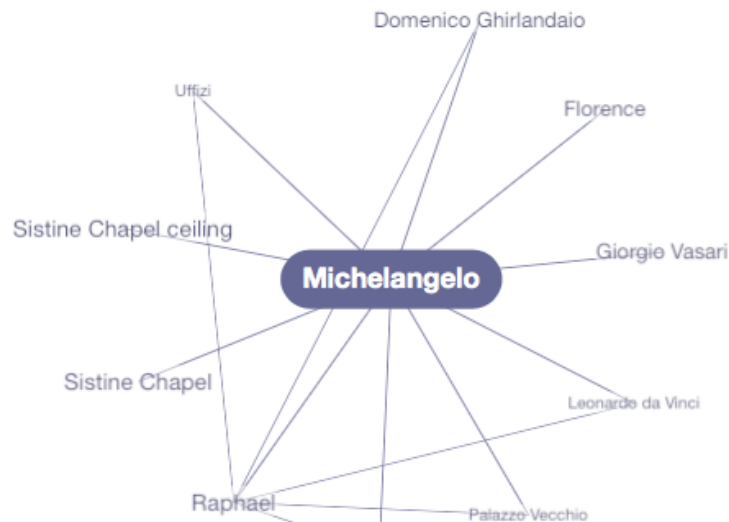 Domenico Ghirlandaio
Uffizi
Florence
Sistine Chapel ceiling
Giorgio Vasari
Michelangelo
Sistine Chapel
Leonardo da Vinci
Raphael
Palazzo Vecchio